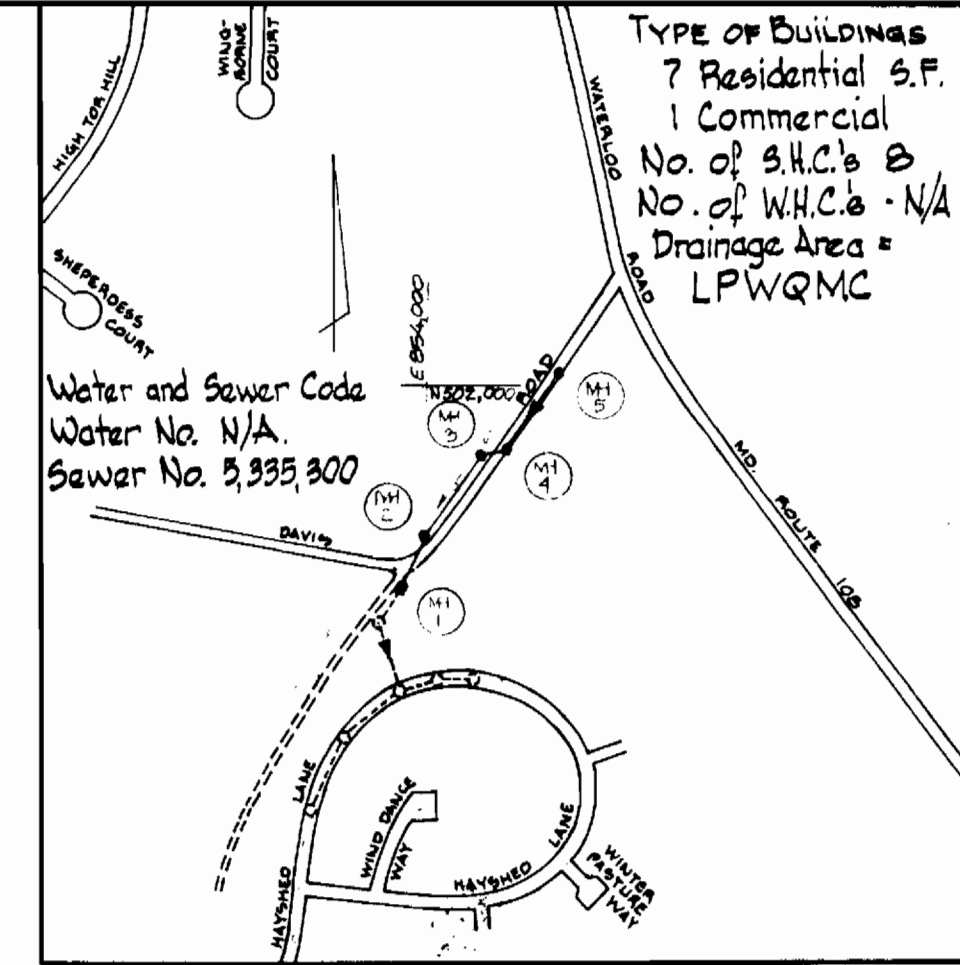 TYPE OF BUILDINGS
7 Residential S.F.
1 Commercial
No. of S.H.C.'s 8
No. of W.H.C.'s - N/A
Drainage Area =
LPWQMC
WING-
BORNE
COURT
HIGH TOR HILL
SHEPERDESS
COURT
WATERLOO
ROAD
E 854,000
N 502,000
ROAD
Water and Sewer Code
Water No. N/A.
Sewer No. 5,335,300
MH
3
MH
5
MH
4
MH
2
MH
1
DAVIS
MD.
ROUTE
108
LANE
HAYSHED
WIND DANCE
WAY
HAYSHED
LANE
WINTER
PASTURE
WAY